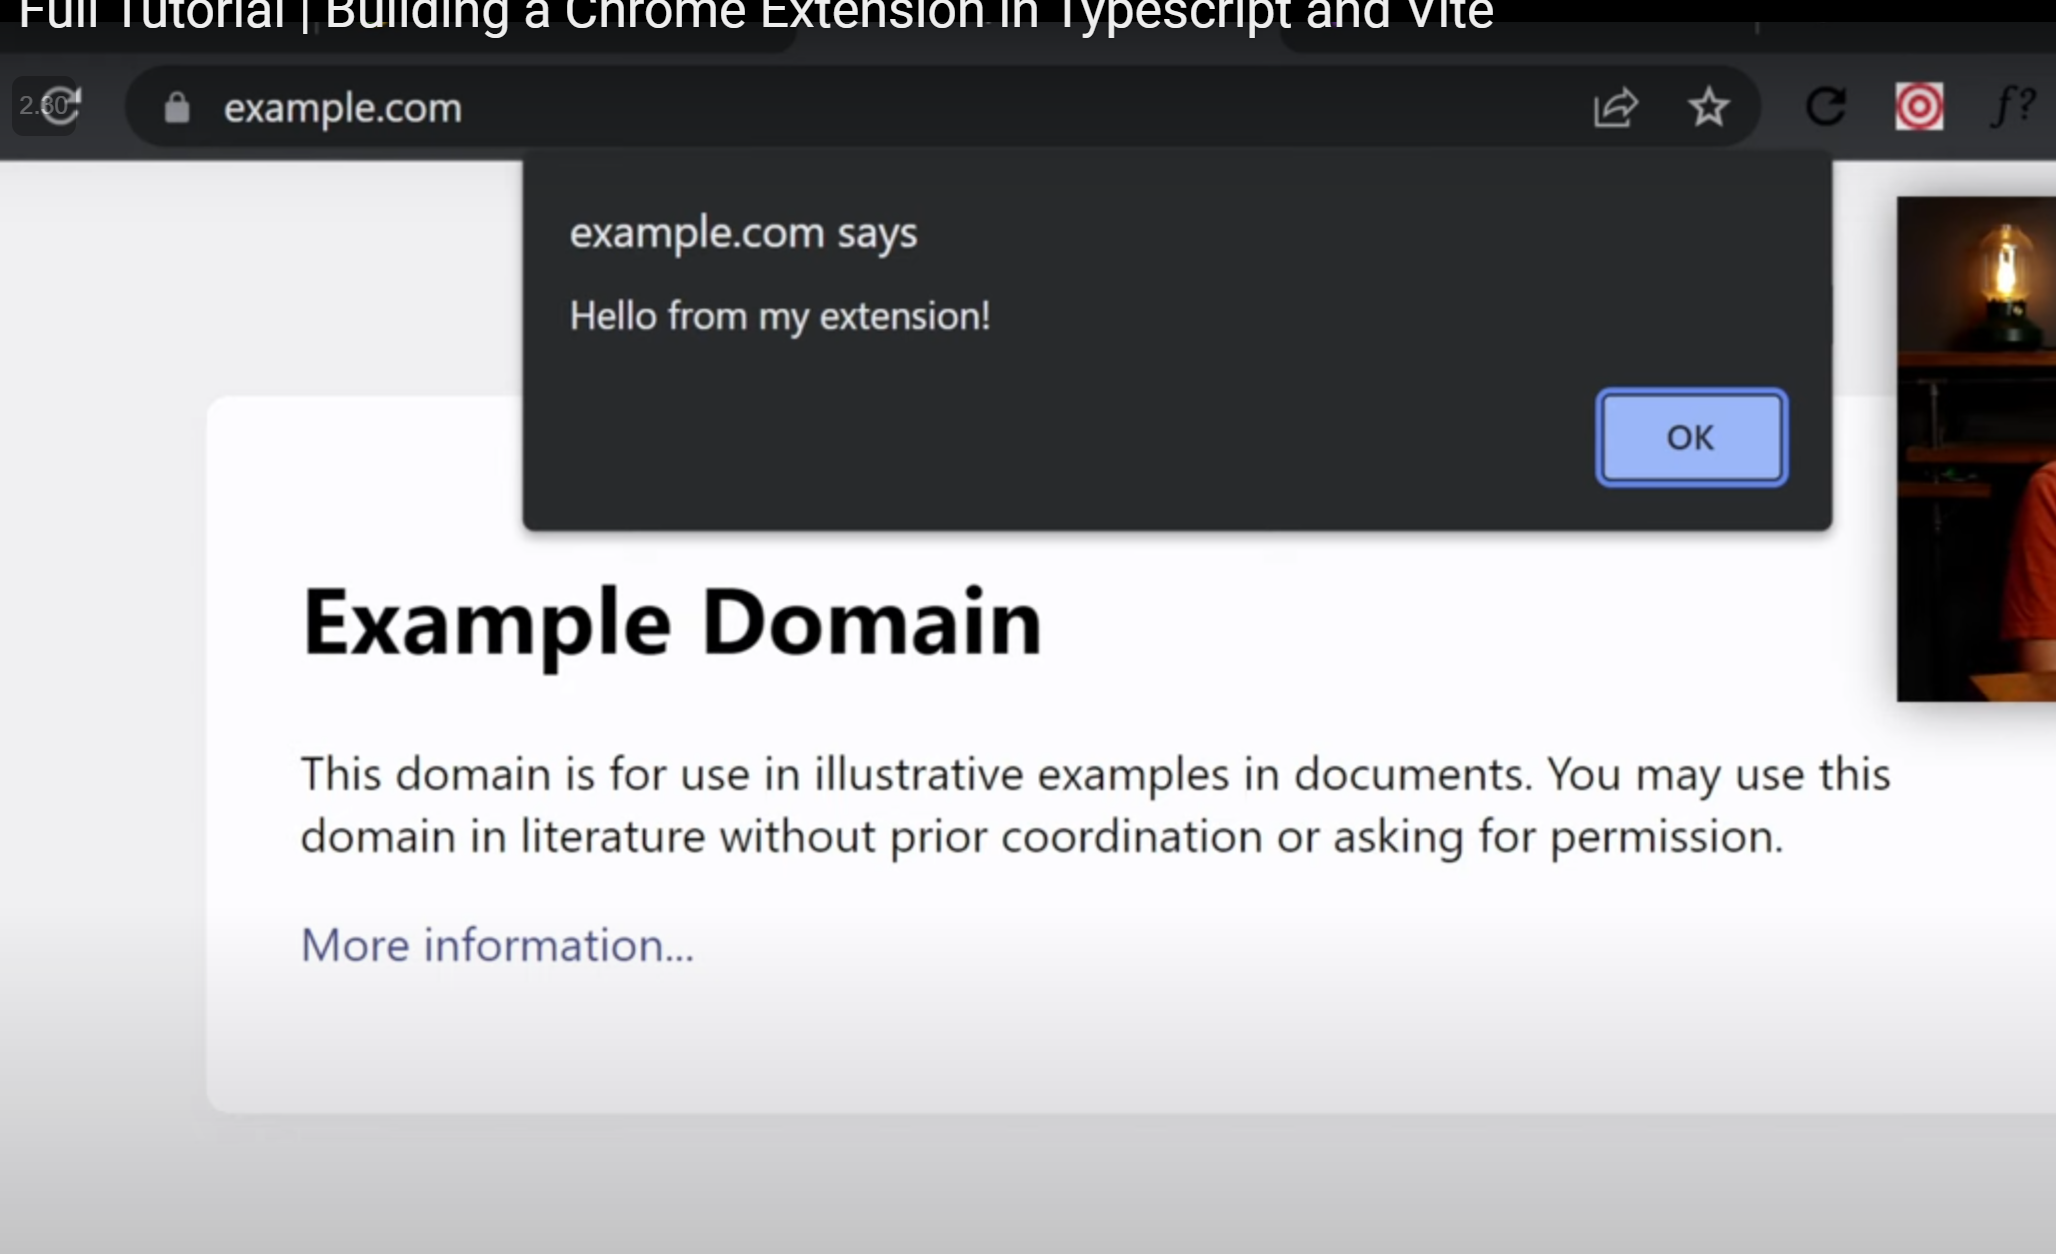 Full Tutorial | Building a Chrome Extension in Typescript and Vite
2.80
example.com
f?
example.com says
Hello from my extension!
OK
Example Domain
This domain is for use in illustrative examples in documents. You may use this
domain in literature without prior coordination or asking for permission.
More information...